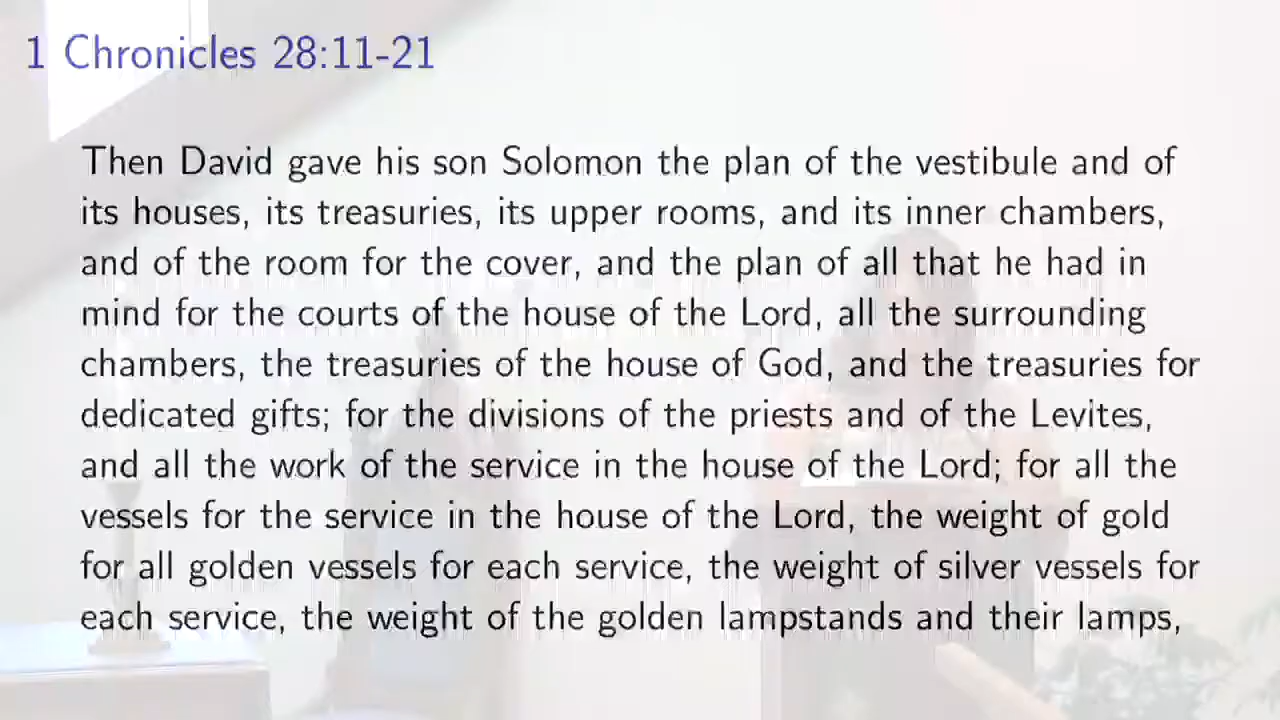 1 Chronicles 28:11-21
Then David gave his son Solomon the plan of the vestibule and of
its houses, its treasuries, its upper rooms, and its inner chambers,
and of the room for the cover, and the plan of all that he had in
mind for the courts of the house of the Lord, all the surrounding
chambers, the treasuries of the house of God, and the treasuries for
dedicated gifts; for the divisions of the priests and of the Levites,
and all the work of the service in the house of the Lord; for all the
vessels for the service in the house of the Lord, the weight of gold
for all golden vessels for each service, the weight of silver vessels for
each service, the weight of the golden lampstands and their lamps,